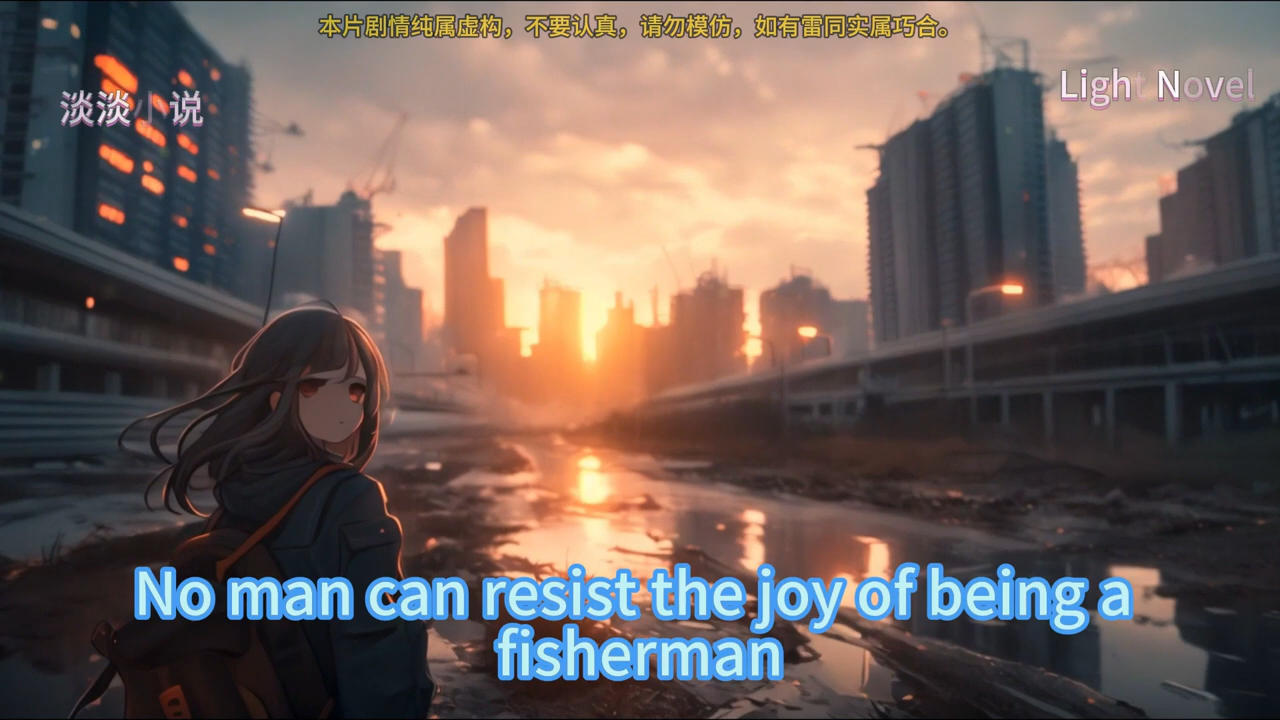 本片剧情纯属虚构，不要认真，请勿模仿，如有雷同实属巧合。
淡淡小说
Light Novel
No man can resist the joy of being a
fisherman